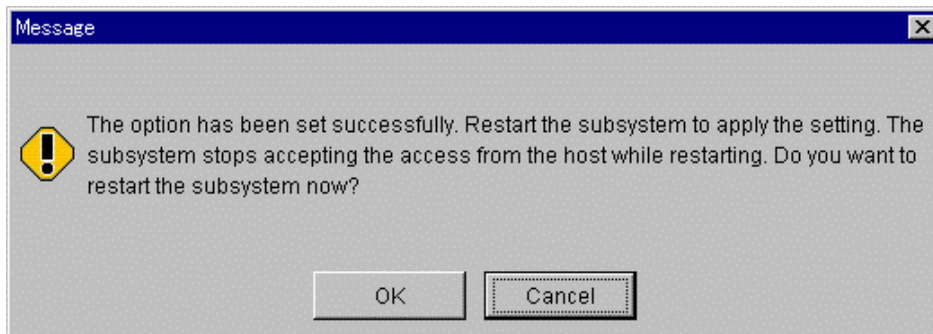 Message
The option has been set successfully. Restart the subsystem to apply the setting. The
subsystem stops accepting the access from the host while restarting. Do you want to
restart the subsystem now?
OK
Cancel